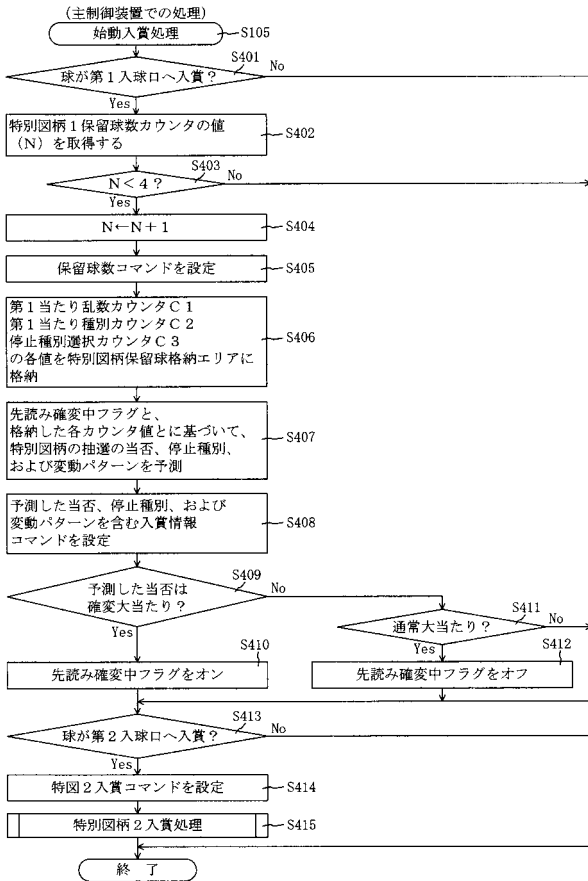 (主制御装置での処理)
始動入賞処理
S105
S401
球が第1入球口へ入賞?
No
Yes
特別図柄1保留球数カウンタの値
(N)を取得する
S402
S403
N<4?
No
Yes
N←N+1
S404
保留球数コマンドを設定
S405
第1当たり乱数カウンタC1
第1当たり種別カウンタC2
停止種別選択カウンタC3
の各値を特別図柄保留球格納エリアに
格納
S406
先読み確変中フラグと、
格納した各カウンタ値とに基づいて、
特別図柄の抽選の当否、停止種別、
および変動パターンを予測
S407
予測した当否、停止種別、および
変動パターンを含む入賞情報
コマンドを設定
S408
S409
予測した当否は
確変大当たり?
No
Yes
S411
通常大当たり?
No
Yes
S410
先読み確変中フラグをオン
S412
先読み確変中フラグをオフ
S413
球が第2入球口へ入賞?
No
Yes
特図2入賞コマンドを設定
S414
特別図柄2入賞処理
S415
終 了